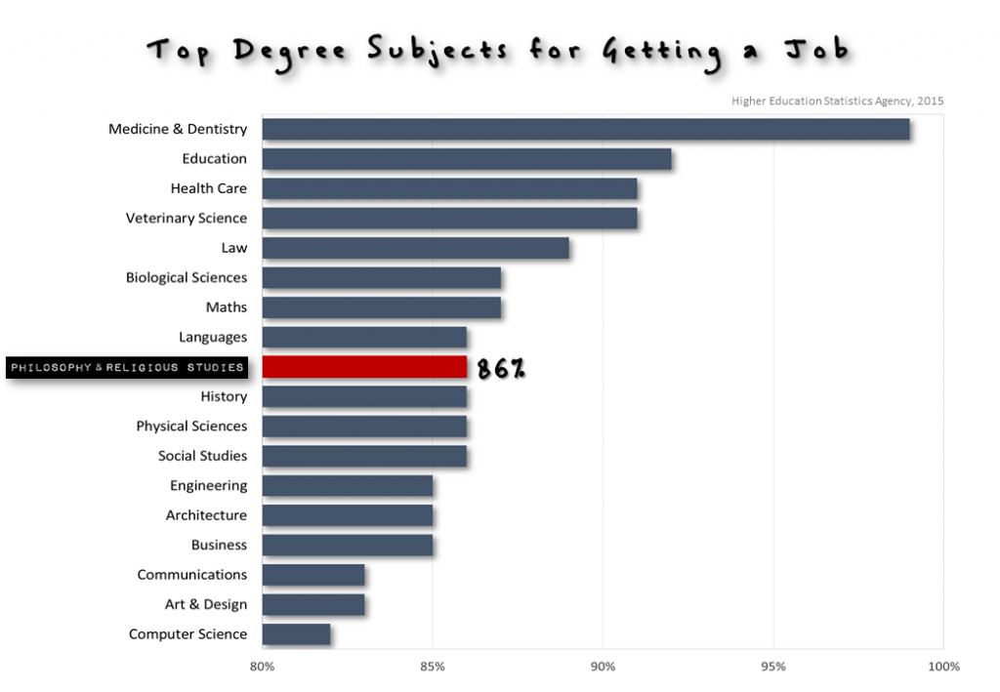 Top Degree Subjects for Getting a Job
Higher Education Statistics Agency, 2015
Medicine & Dentistry
Education
Health Care
Veterinary Science
Law
Biological Sciences
Maths
Languages
PHILOSOPHY & RELIGIOUS STUDIES 86%
History
Physical Sciences
Social Studies
Engineering
Architecture
Business
Communications
Art & Design
Computer Science
80% 85% 90% 95% 100%